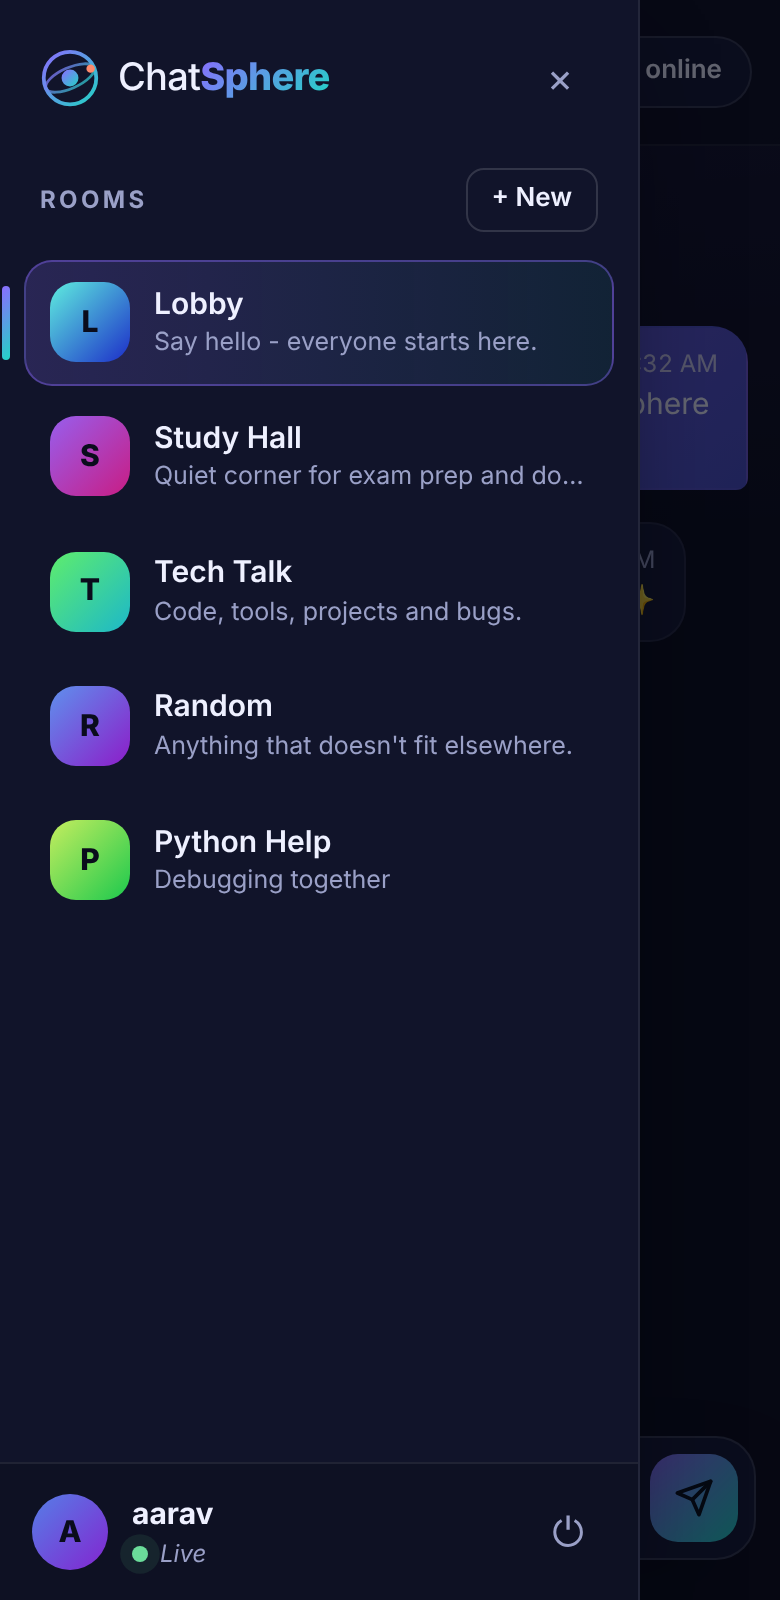 ChatSphere
×
online
ROOMS
+ New
L
Lobby
Say hello - everyone starts here.
:32 AM
S
Study Hall
Quiet corner for exam prep and do...
T
Tech Talk
Code, tools, projects and bugs.
R
Random
Anything that doesn't fit elsewhere.
P
Python Help
Debugging together
A
aarav
Live